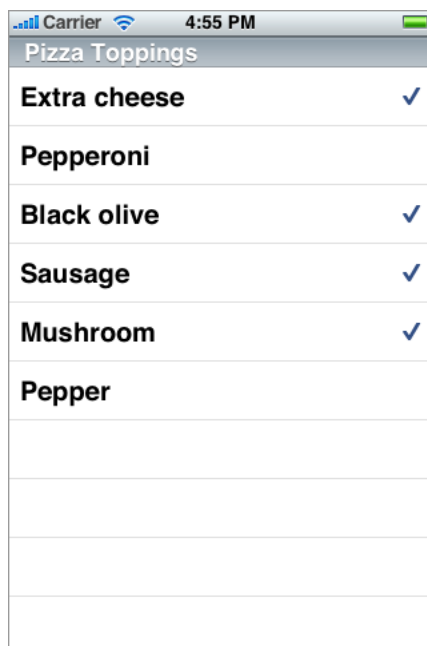 Carrier 4:55 PM
Pizza Toppings
Extra cheese
Pepperoni
Black olive
Sausage
Mushroom
Pepper